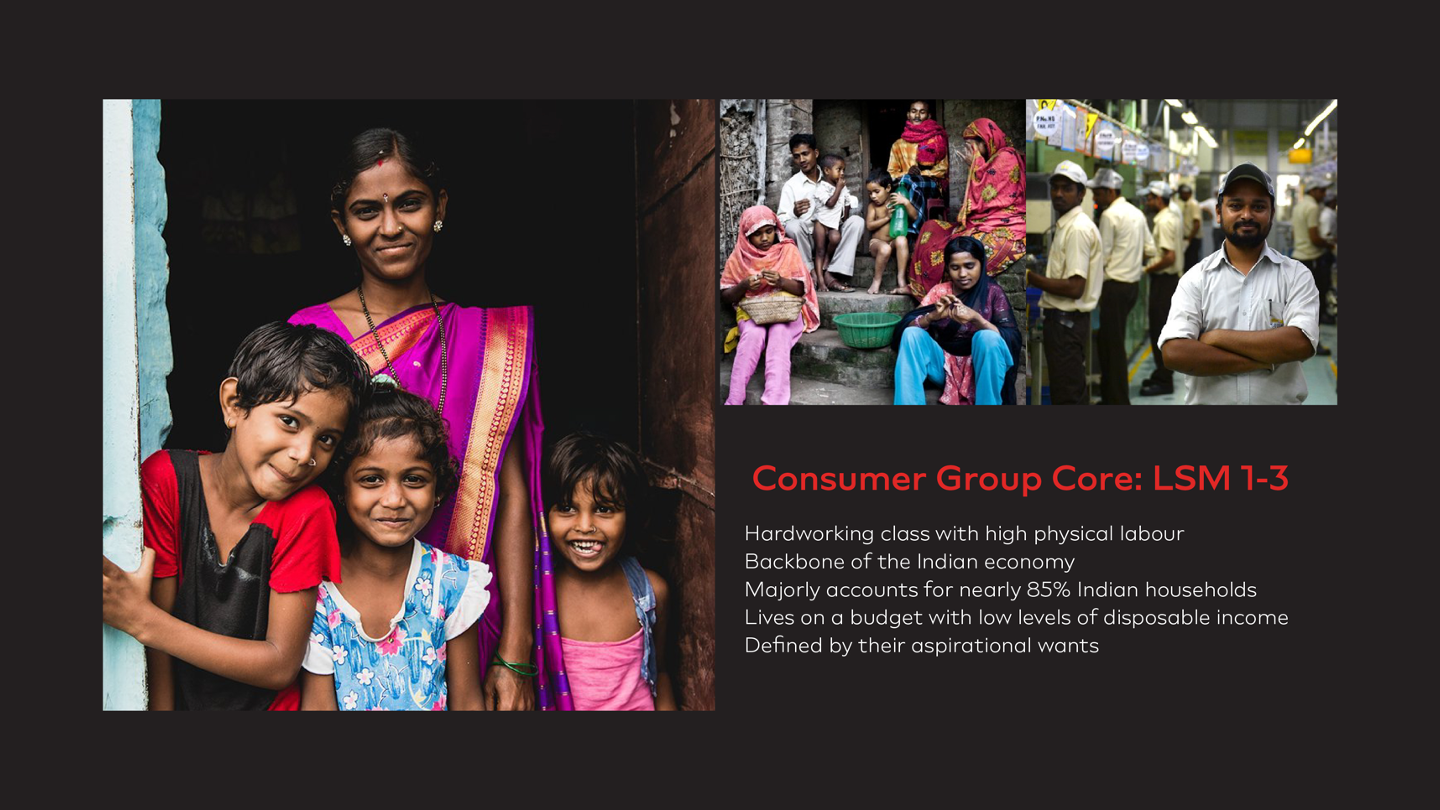 P.No.95
Consumer Group Core: LSM 1-3
Hardworking class with high physical labour
Backbone of the Indian economy
Majorly accounts for nearly 85% Indian households
Lives on a budget with low levels of disposable income
Defined by their aspirational wants